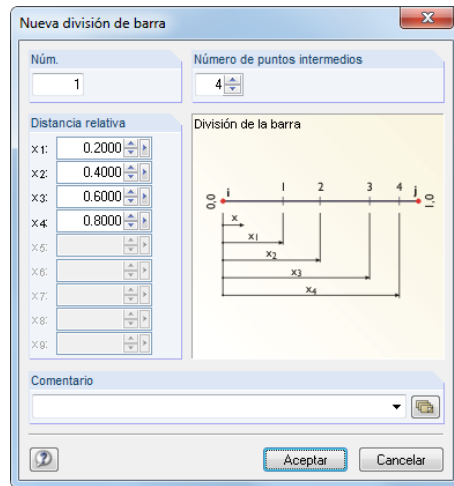 Nueva división de barra
Núm.
1
Número de puntos intermedios
4
Distancia relativa
x1: 0.2000
x2: 0.4000
x3: 0.6000
x4: 0.8000
x5:
x6:
x7:
x8:
x9:
División de la barra
0,0 i 1 2 3 4 j 1,0
x
x1
x2
x3
x4
Comentario
Aceptar Cancelar